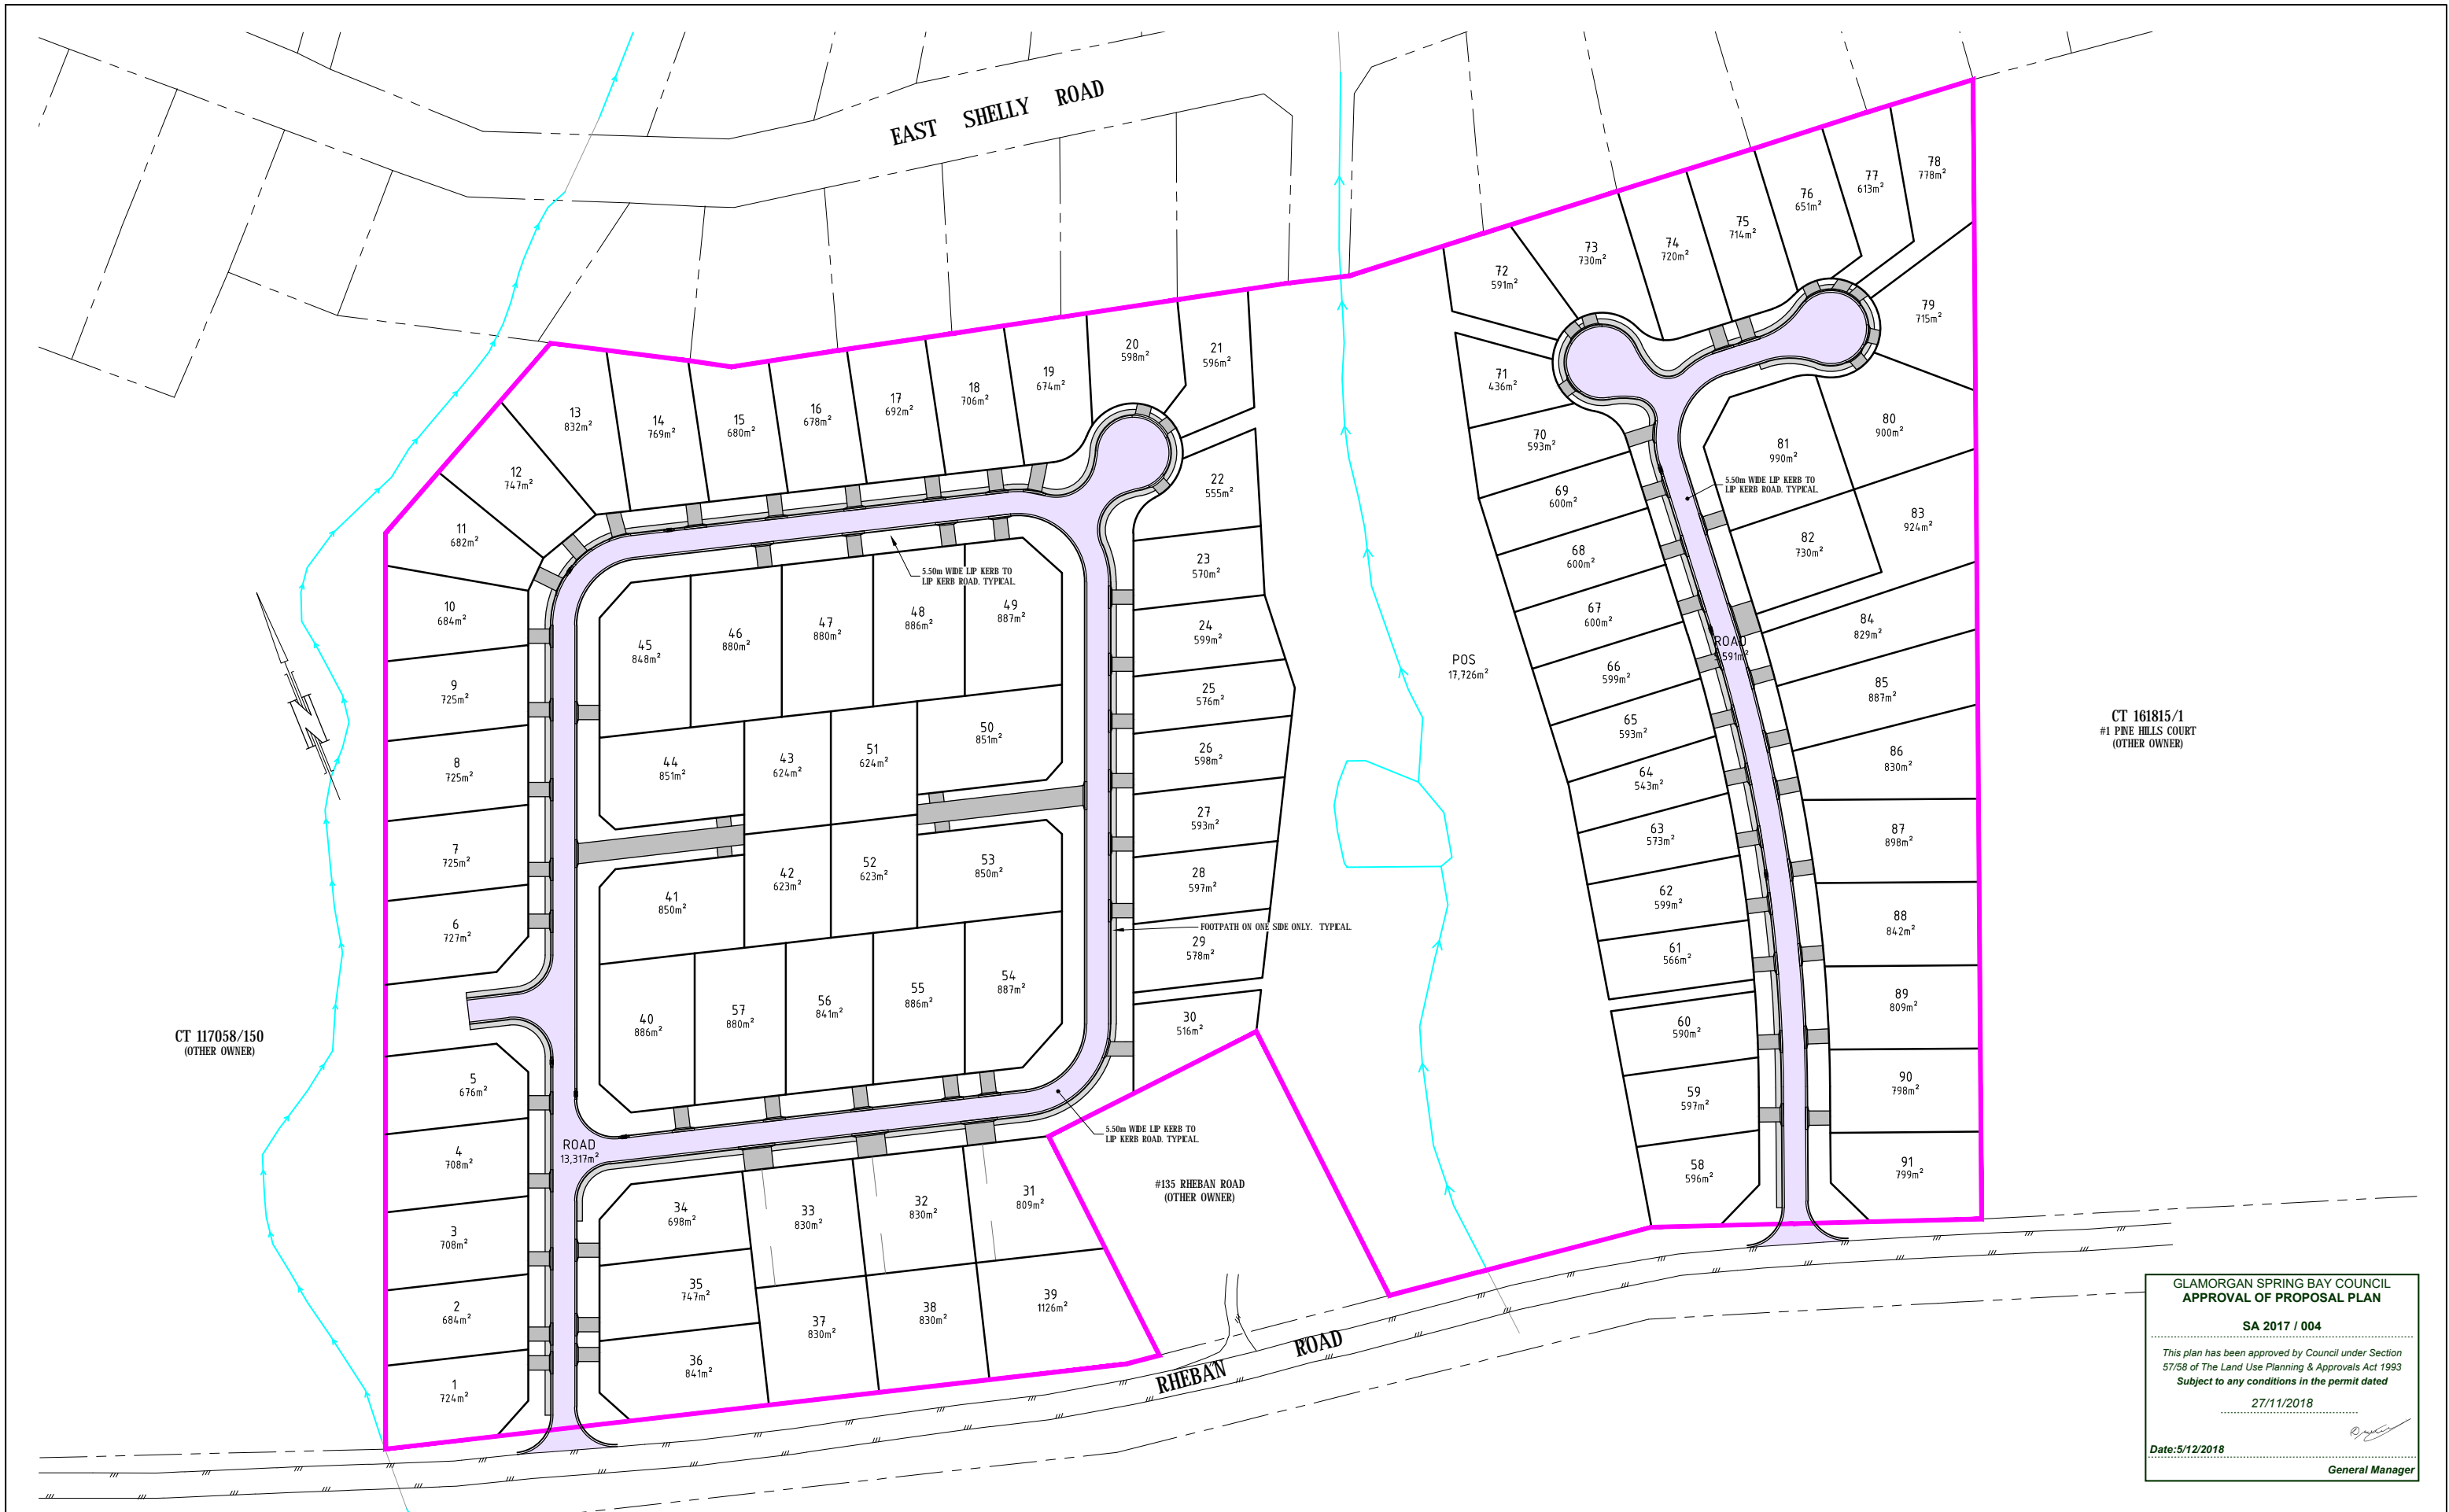 EAST SHELLY ROAD
78
778m²
77
613m²
76
651m²
75
714m²
74
720m²
73
730m²
72
591m²
79
715m²
71
436m²
70
593m²
80
900m²
81
990m²
5.50m WIDE LIP KERB TO
LIP KERB ROAD. TYPICAL.
69
600m²
83
924m²
82
730m²
68
600m²
67
600m²
84
829m²
ROAD
66
599m²
85
887m²
65
593m²
86
830m²
64
543m²
63
573m²
87
898m²
62
599m²
88
842m²
61
566m²
89
809m²
60
590m²
90
798m²
59
597m²
91
799m²
58
596m²
POS
17,726m²
CT 161815/1
#1 PINE HILLS COURT
(OTHER OWNER)
20
598m²
21
596m²
19
674m²
18
706m²
17
692m²
16
678m²
15
680m²
14
769m²
13
832m²
12
747m²
11
682m²
22
555m²
23
570m²
24
599m²
25
576m²
26
598m²
27
593m²
28
597m²
29
578m²
30
516m²
5.50m WIDE LIP KERB TO
LIP KERB ROAD. TYPICAL.
10
684m²
9
725m²
8
725m²
7
725m²
6
727m²
45
848m²
46
880m²
47
880m²
48
886m²
49
887m²
44
851m²
43
624m²
51
624m²
50
851m²
41
850m²
42
623m²
52
623m²
53
850m²
FOOTPATH ON ONE SIDE ONLY. TYPICAL.
40
886m²
57
880m²
56
841m²
55
886m²
54
887m²
CT 117058/150
(OTHER OWNER)
5
676m²
4
708m²
3
708m²
2
684m²
1
724m²
ROAD
13,317m²
5.50m WIDE LIP KERB TO
LIP KERB ROAD. TYPICAL.
34
698m²
33
830m²
32
830m²
31
809m²
35
747m²
36
841m²
37
830m²
38
830m²
39
1126m²
#135 RHEBAN ROAD
(OTHER OWNER)
RHEBAN ROAD
GLAMORGAN SPRING BAY COUNCIL
APPROVAL OF PROPOSAL PLAN
SA 2017 / 004
This plan has been approved by Council under Section
57/58 of The Land Use Planning & Approvals Act 1993
Subject to any conditions in the permit dated
27/11/2018
Date:5/12/2018
General Manager